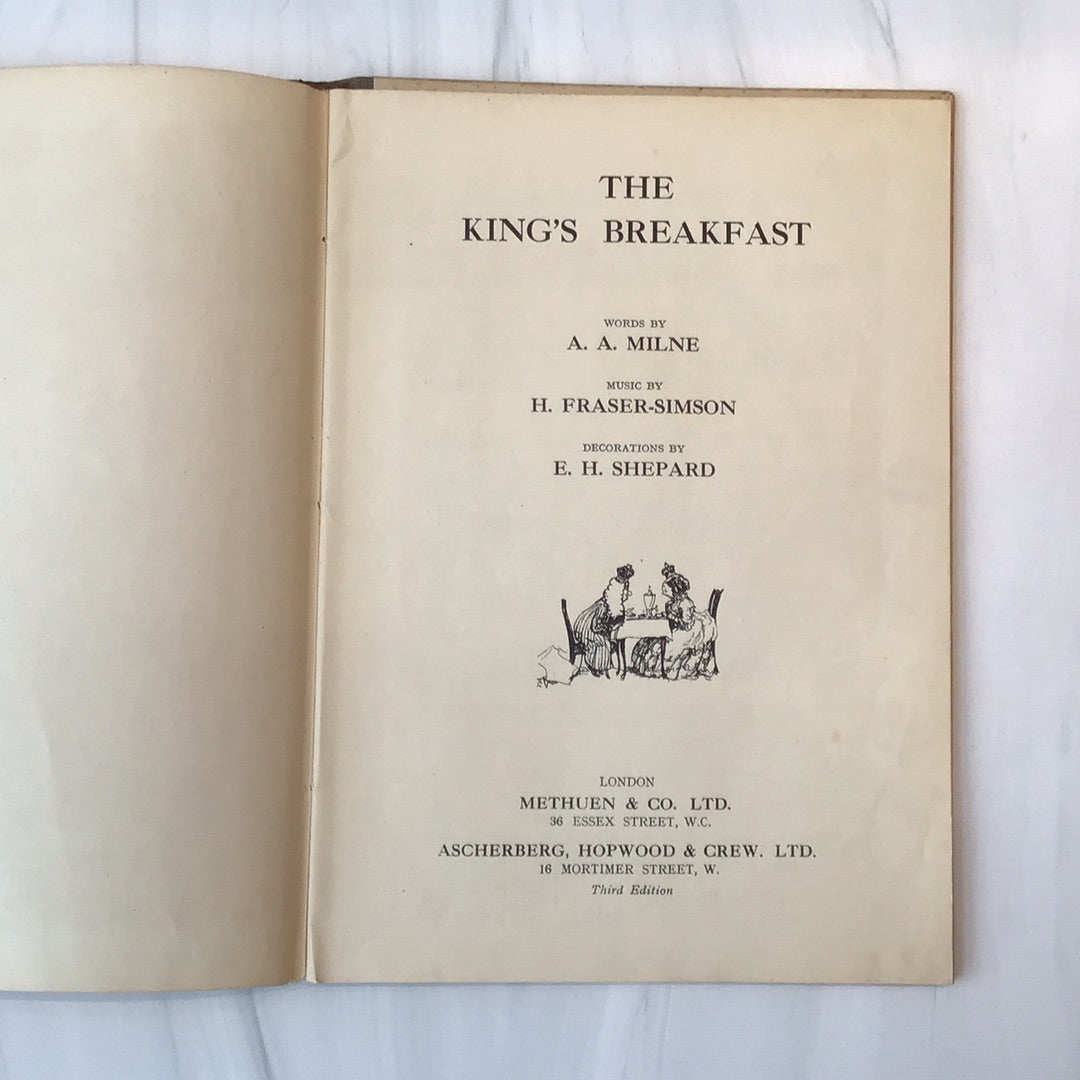 THE
KING'S BREAKFAST
WORDS BY
A. A. MILNE
MUSIC BY
H. FRASER-SIMSON
DECORATIONS BY
E. H. SHEPARD
LONDON
METHUEN & CO. LTD.
36 ESSEX STREET, W.C.
ASCHERBERG, HOPWOOD & CREW. LTD.
16 MORTIMER STREET, W.
Third Edition